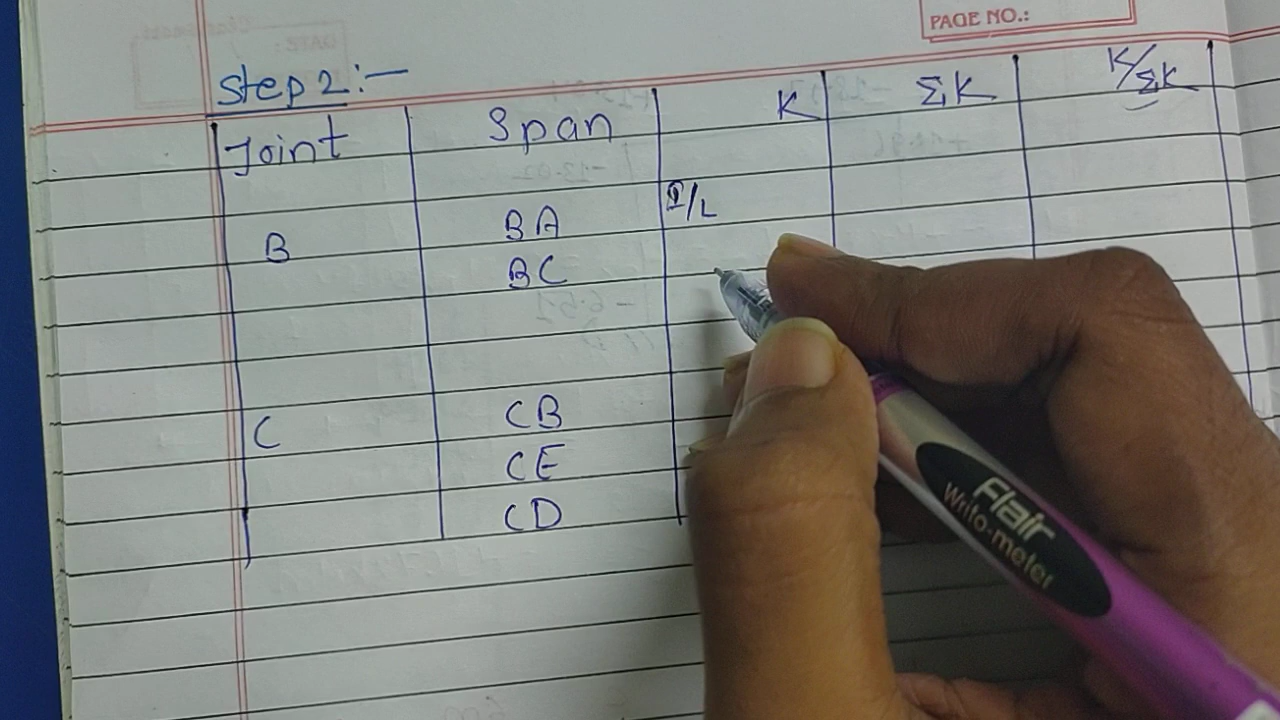 PAGE NO.:
Step 2:-
Joint Span K Σk K/Σk
I/L
B BA
BC
C CB
CE
CD
Flair
Writo-meter